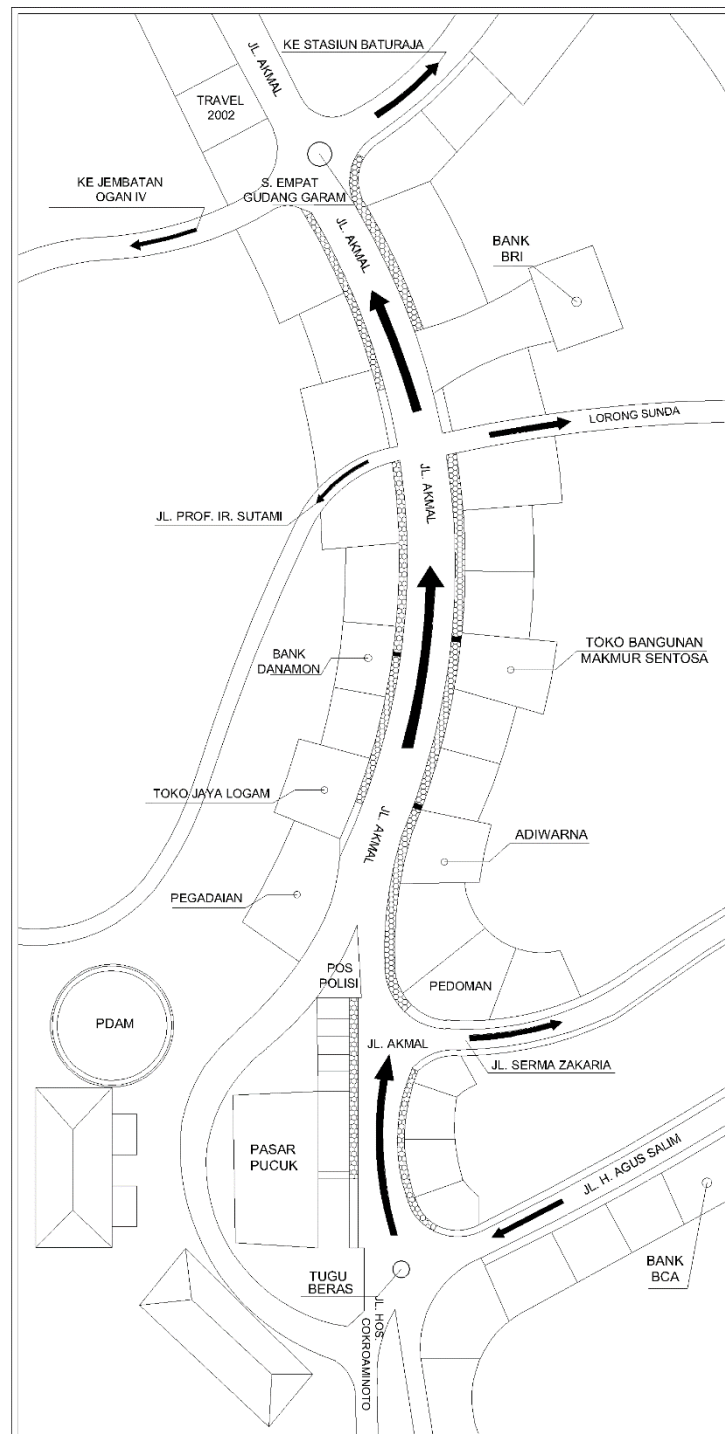 JL. AKMAL
KE STASIUN BATURAJA
TRAVEL
2002
KE JEMBATAN
OGAN IV
S. EMPAT
GUDANG GARAM
JL. AKMAL
BANK
BRI
LORONG SUNDA
JL. AKMAL
JL. PROF. IR. SUTAMI
BANK
DANAMON
TOKO BANGUNAN
MAKMUR SENTOSA
TOKO JAYA LOGAM
JL. AKMAL
ADIWARNA
PEGADAIAN
POS
POLISI
PEDOMAN
PDAM
JL. AKMAL
JL. SERMA ZAKARIA
PASAR
PUCUK
JL. H. AGUS SALIM
TUGU
BERAS
BANK
BCA
JL. HOS.
COKROAMINOTO